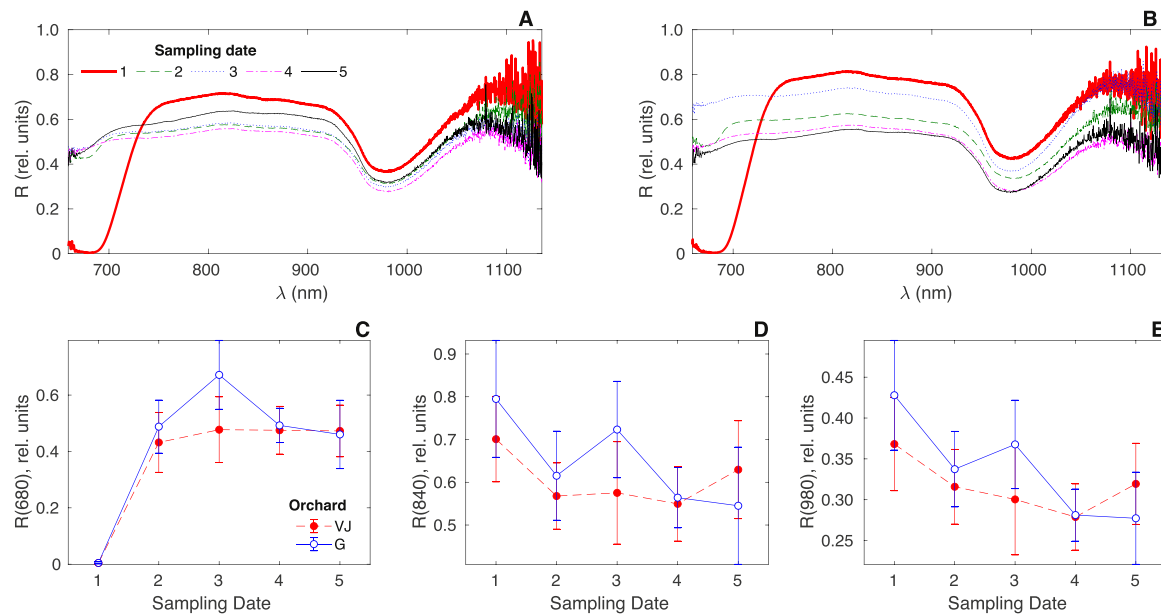 A
B
Sampling date
1 2 3 4 5
R (rel. units)
1.0
0.8
0.6
0.4
0.2
0
700 800 900 1000 1100
λ (nm)
R (rel. units)
1.0
0.8
0.6
0.4
0.2
0
700 800 900 1000 1100
λ (nm)
C
R(680), rel. units
0.6
0.4
0.2
0
Orchard
VJ
G
1 2 3 4 5
Sampling Date
D
R(840), rel. units
0.9
0.8
0.7
0.6
0.5
1 2 3 4 5
Sampling Date
E
R(980), rel. units
0.45
0.40
0.35
0.30
0.25
1 2 3 4 5
Sampling Date